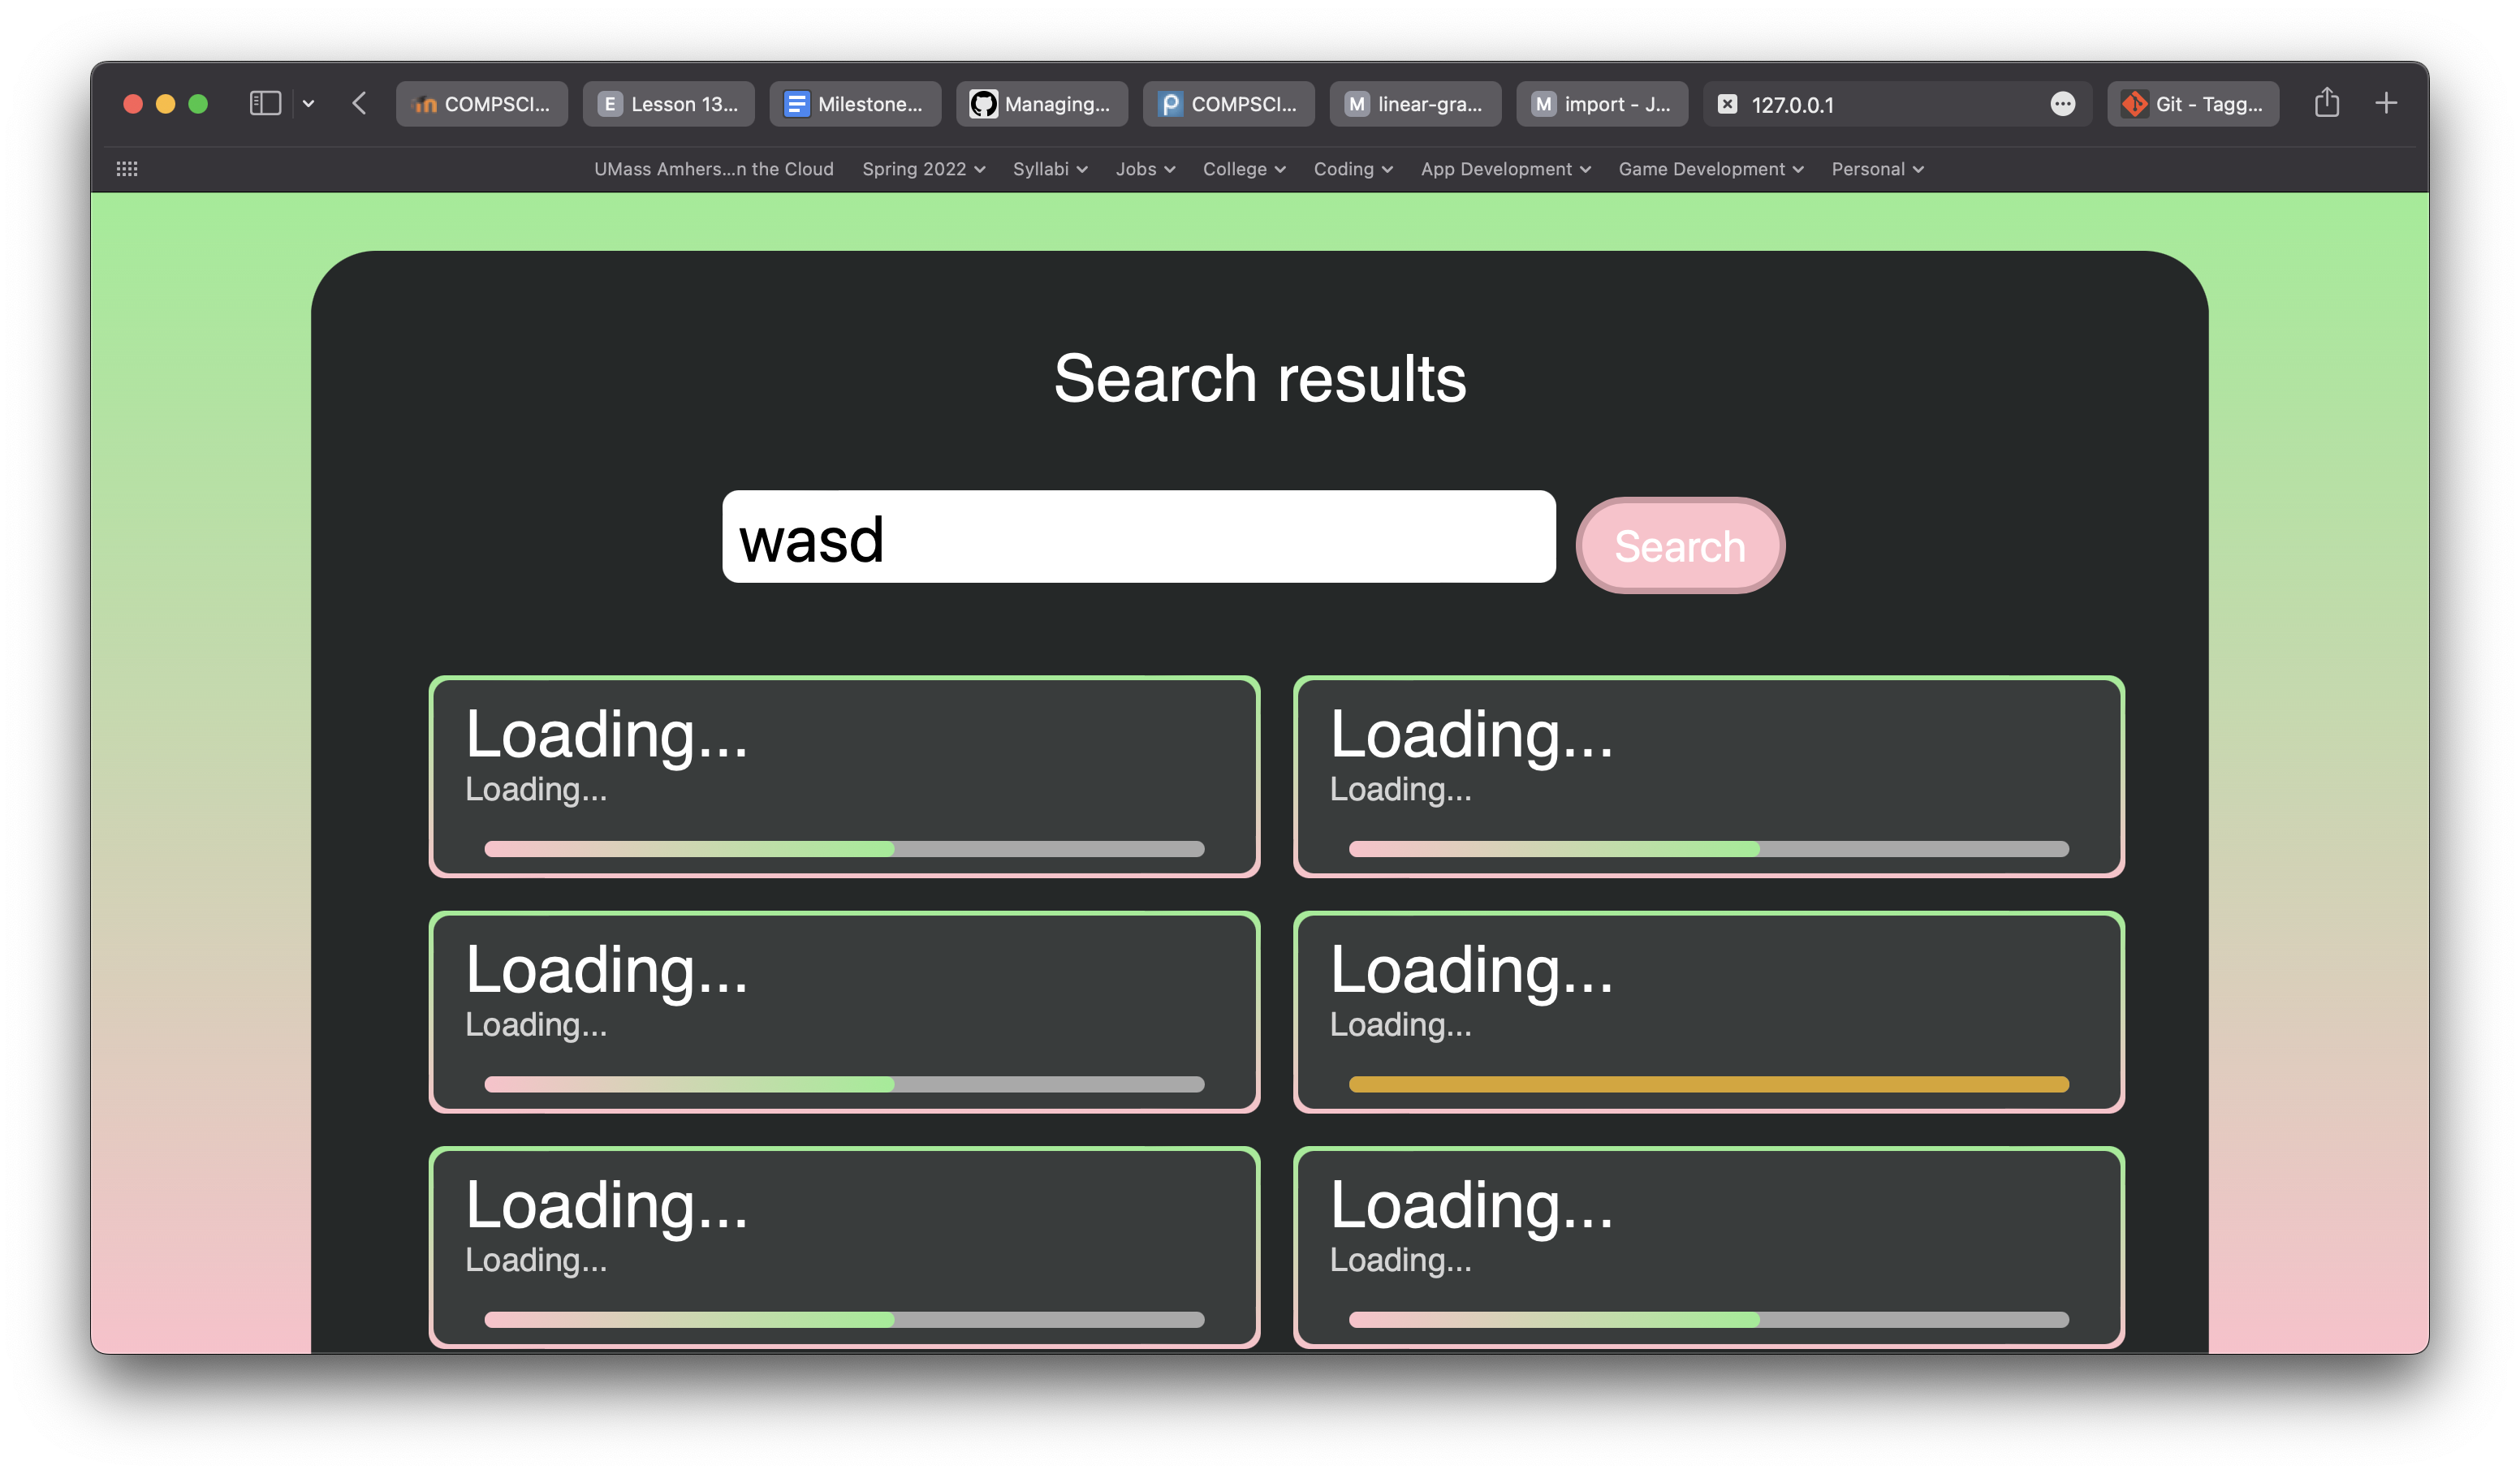 COMPSCI... E Lesson 13... Milestone... Managing... COMPSCI... M linear-gra... M import - J... 127.0.0.1 Git - Tagg...
UMass Amhers...n the Cloud Spring 2022 Syllabi Jobs College Coding App Development Game Development Personal
Search results
wasd Search
Loading... Loading...
Loading... Loading...
Loading... Loading...
Loading... Loading...
Loading... Loading...
Loading... Loading...